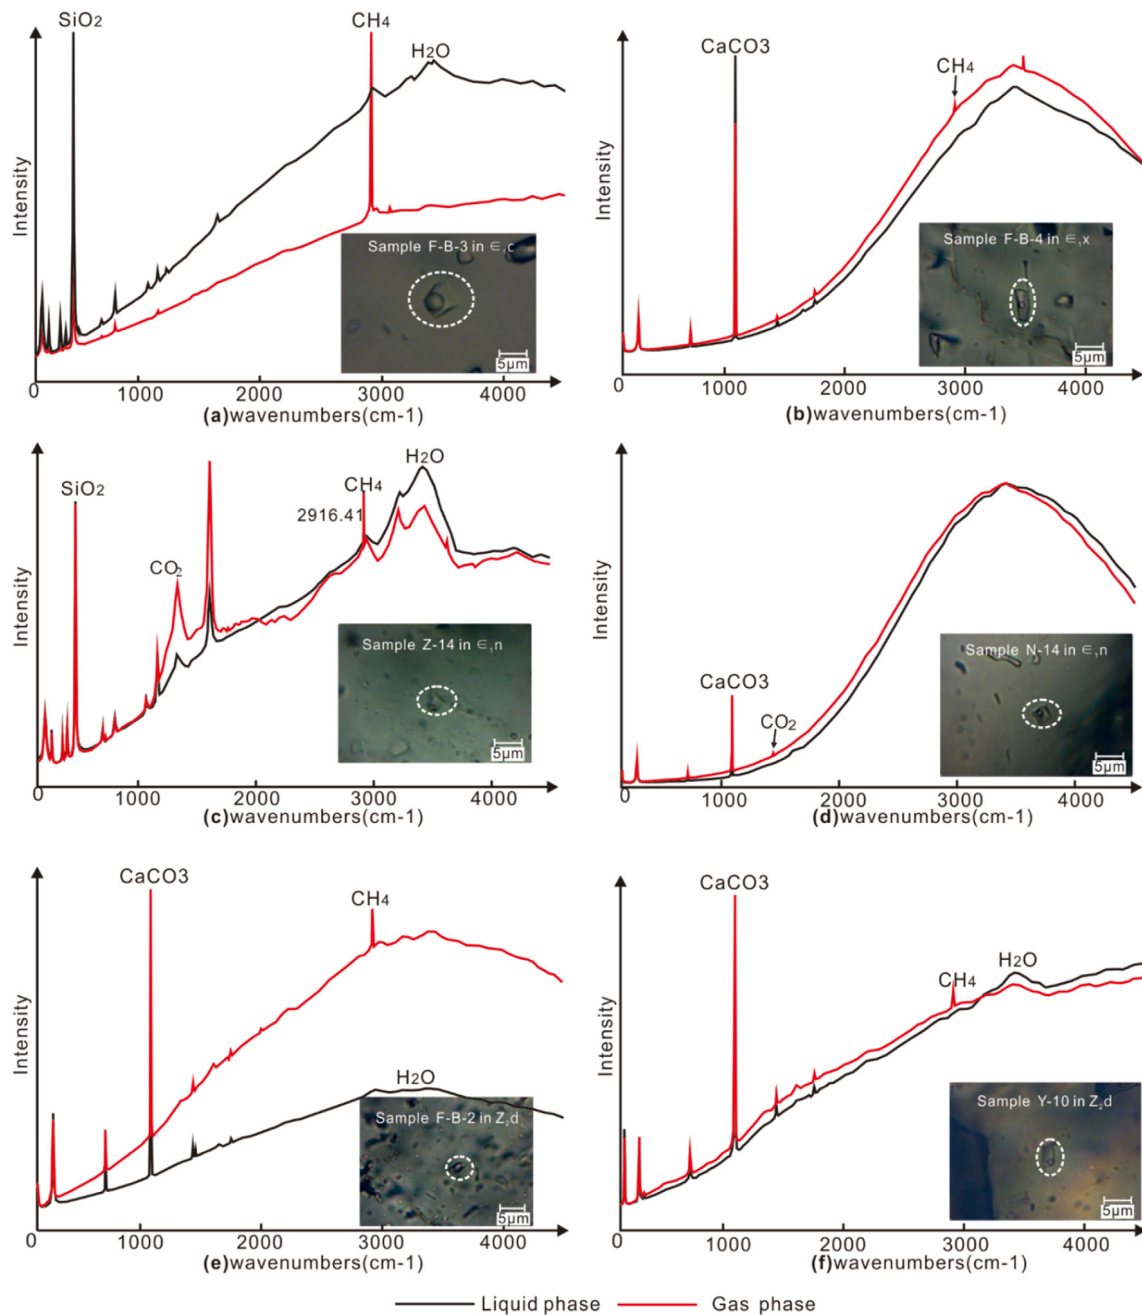 SiO2
CH4
H2O
Intensity
Sample F-B-3 in ∈1c
5μm
0 1000 2000 3000 4000
(a)wavenumbers(cm-1)
CaCO3
CH4
Intensity
Sample F-B-4 in ∈1x
5μm
0 1000 2000 3000 4000
(b)wavenumbers(cm-1)
SiO2
CO2
2916.41
CH4
H2O
Intensity
Sample Z-14 in ∈1n
5μm
0 1000 2000 3000 4000
(c)wavenumbers(cm-1)
CaCO3
CO2
Intensity
Sample N-14 in ∈1n
5μm
0 1000 2000 3000 4000
(d)wavenumbers(cm-1)
CaCO3
CH4
H2O
Intensity
Sample F-B-2 in Z2d
5μm
0 1000 2000 3000 4000
(e)wavenumbers(cm-1)
CaCO3
CH4
H2O
Intensity
Sample Y-10 in Z2d
5μm
0 1000 2000 3000 4000
(f)wavenumbers(cm-1)
Liquid phase Gas phase